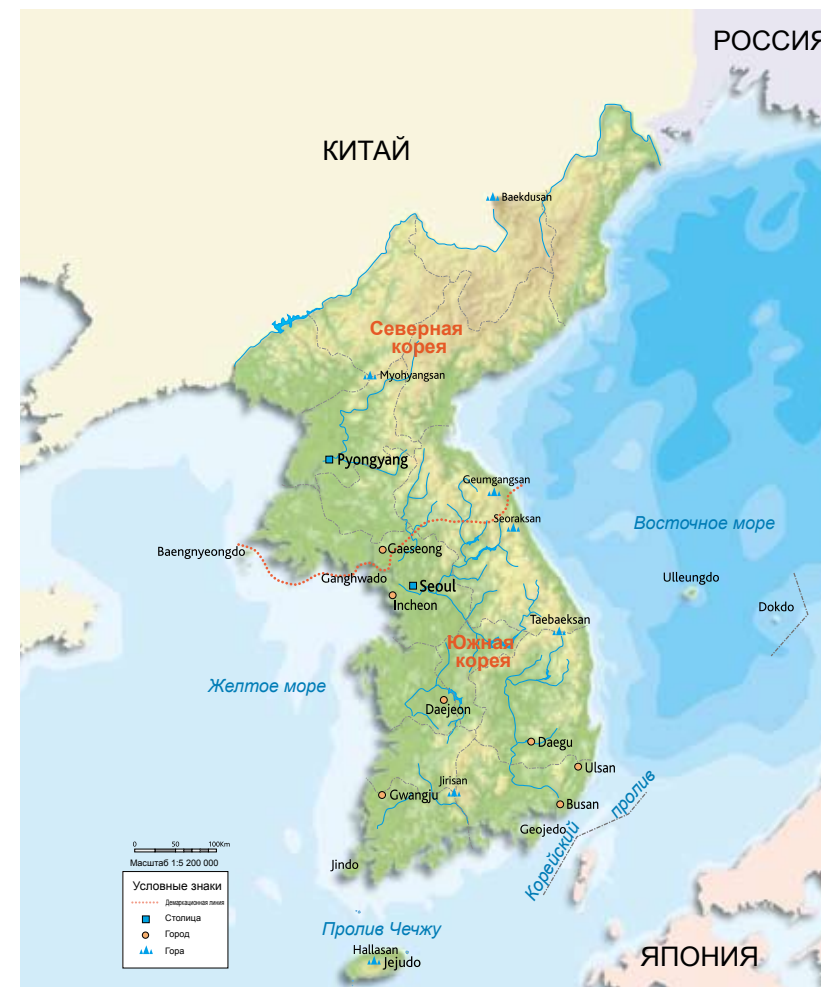 РОССИЯ
КИТАЙ
Baekdusan
Северная
корея
Myohyangsan
Pyongyang
Geumgangsan
Seoraksan
Восточное море
Baengnyeongdo
Gaeseong
Ganghwado
Seoul
Incheon
Ulleungdo
Dokdo
Taebaeksan
Южная
корея
Желтое море
Daejeon
Daegu
Ulsan
Gwangju
Jirisan
Busan
Geojedo
Корейский пролив
0 50 100Km
Масштаб 1:5 200 000
Jindo
Условные знаки
Демаркационная линия
Столица
Город
Гора
Пролив Чечжу
Hallasan
Jejudo
ЯПОНИЯ